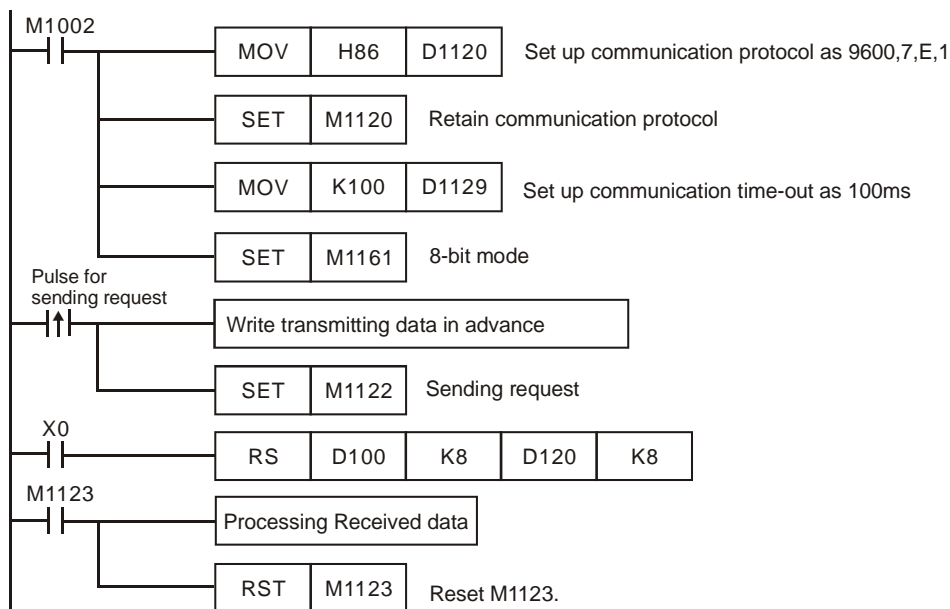 M1002
MOV H86 D1120 Set up communication protocol as 9600,7,E,1
SET M1120 Retain communication protocol
MOV K100 D1129 Set up communication time-out as 100ms
SET M1161 8-bit mode
Pulse for
sending request
Write transmitting data in advance
SET M1122 Sending request
X0
RS D100 K8 D120 K8
M1123
Processing Received data
RST M1123 Reset M1123.